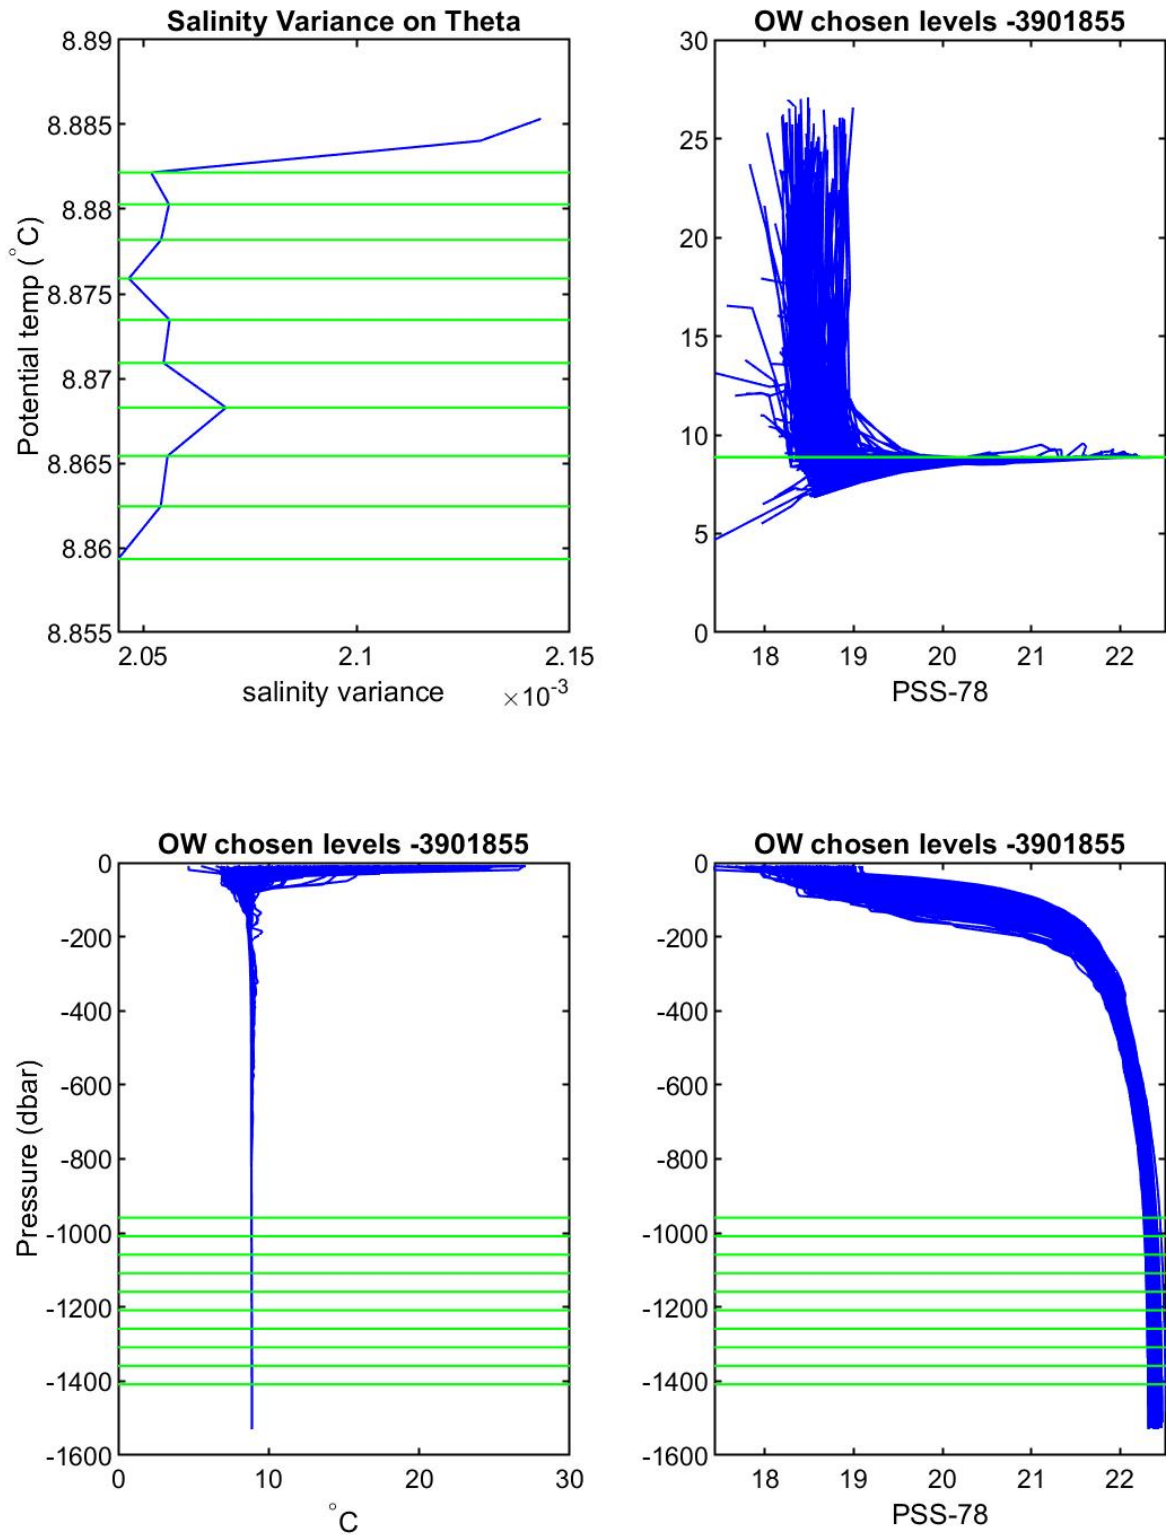 Salinity Variance on Theta
8.89
8.885
8.88
8.875
8.87
8.865
8.86
8.855
Potential temp (°C)
2.05 2.1 2.15
salinity variance ×10-3
OW chosen levels -3901855
30
25
20
15
10
5
0
18 19 20 21 22
PSS-78
OW chosen levels -3901855
0
-200
-400
-600
-800
-1000
-1200
-1400
-1600
Pressure (dbar)
0 10 20 30
°C
OW chosen levels -3901855
0
-200
-400
-600
-800
-1000
-1200
-1400
-1600
18 19 20 21 22
PSS-78